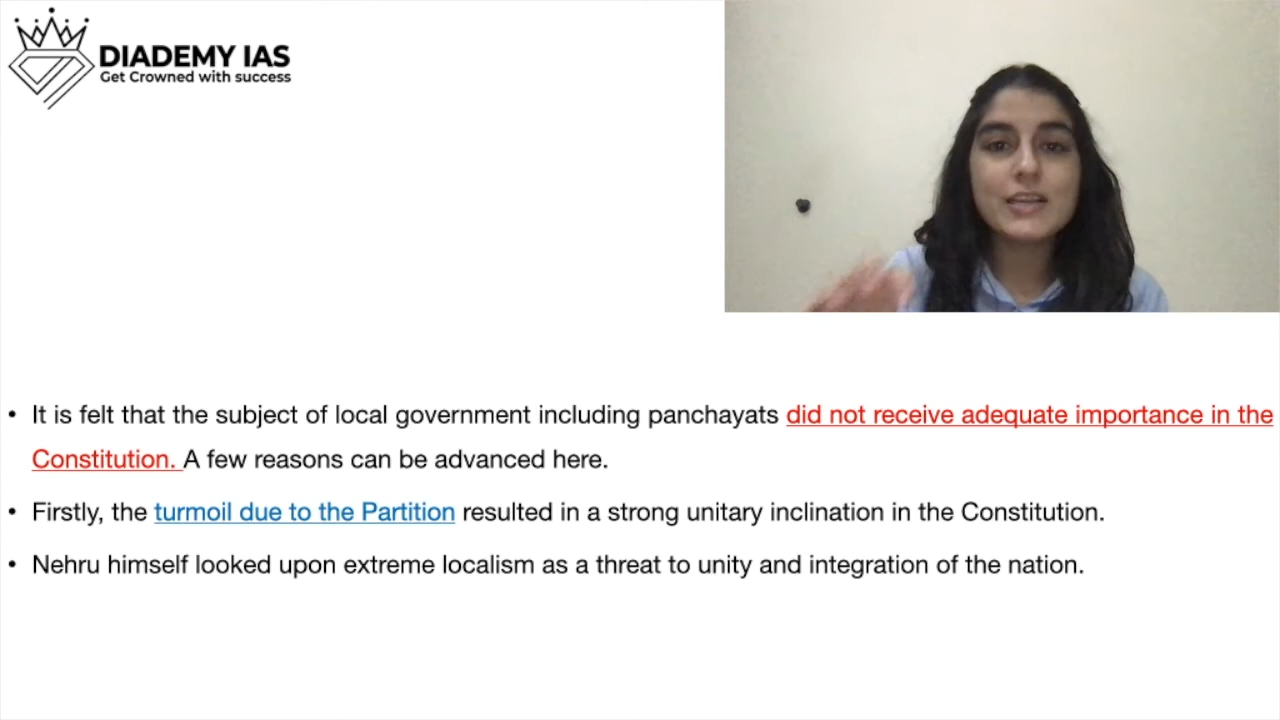 DIADEMY IAS
Get Crowned with success
• It is felt that the subject of local government including panchayats did not receive adequate importance in the
Constitution. A few reasons can be advanced here.
• Firstly, the turmoil due to the Partition resulted in a strong unitary inclination in the Constitution.
• Nehru himself looked upon extreme localism as a threat to unity and integration of the nation.